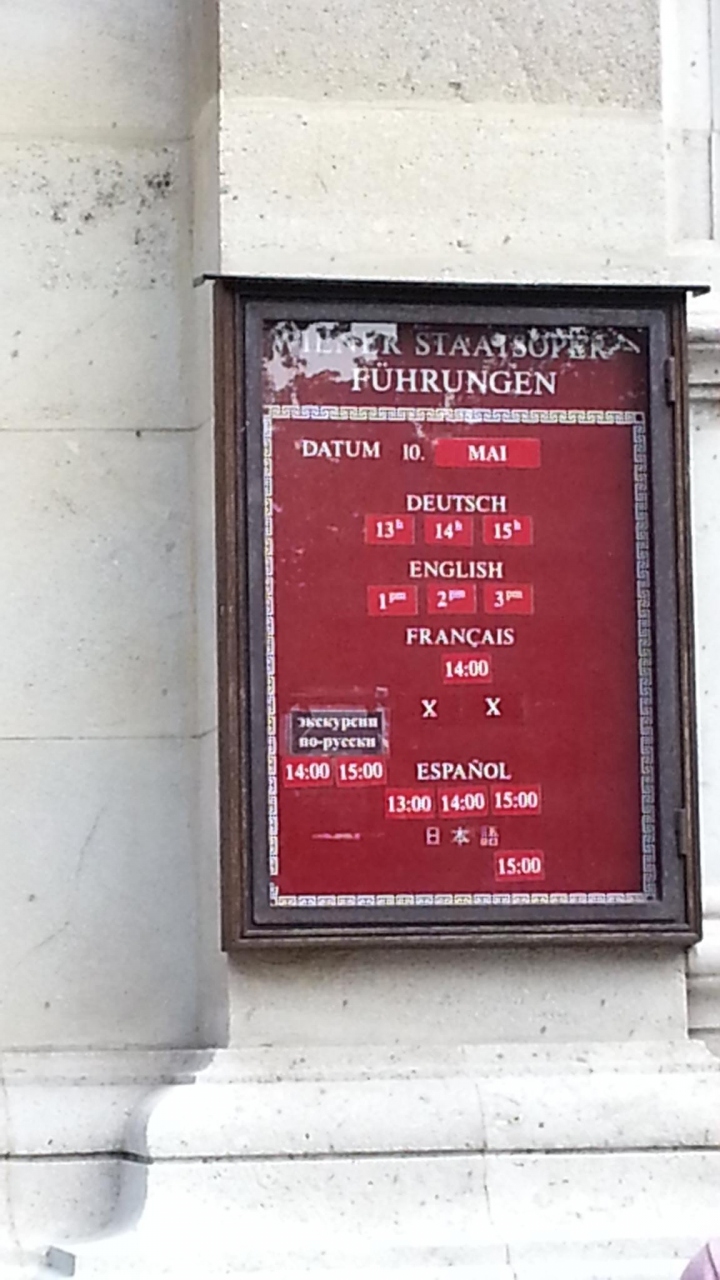 WIENER STAATSOPER
FÜHRUNGEN
DATUM 10. MAI
DEUTSCH
13h 14h 15h
ENGLISH
1pm 2pm 3pm
FRANÇAIS
14:00
X X
экскурсии
по-русски
14:00 15:00
ESPAÑOL
13:00 14:00 15:00
日本語
15:00